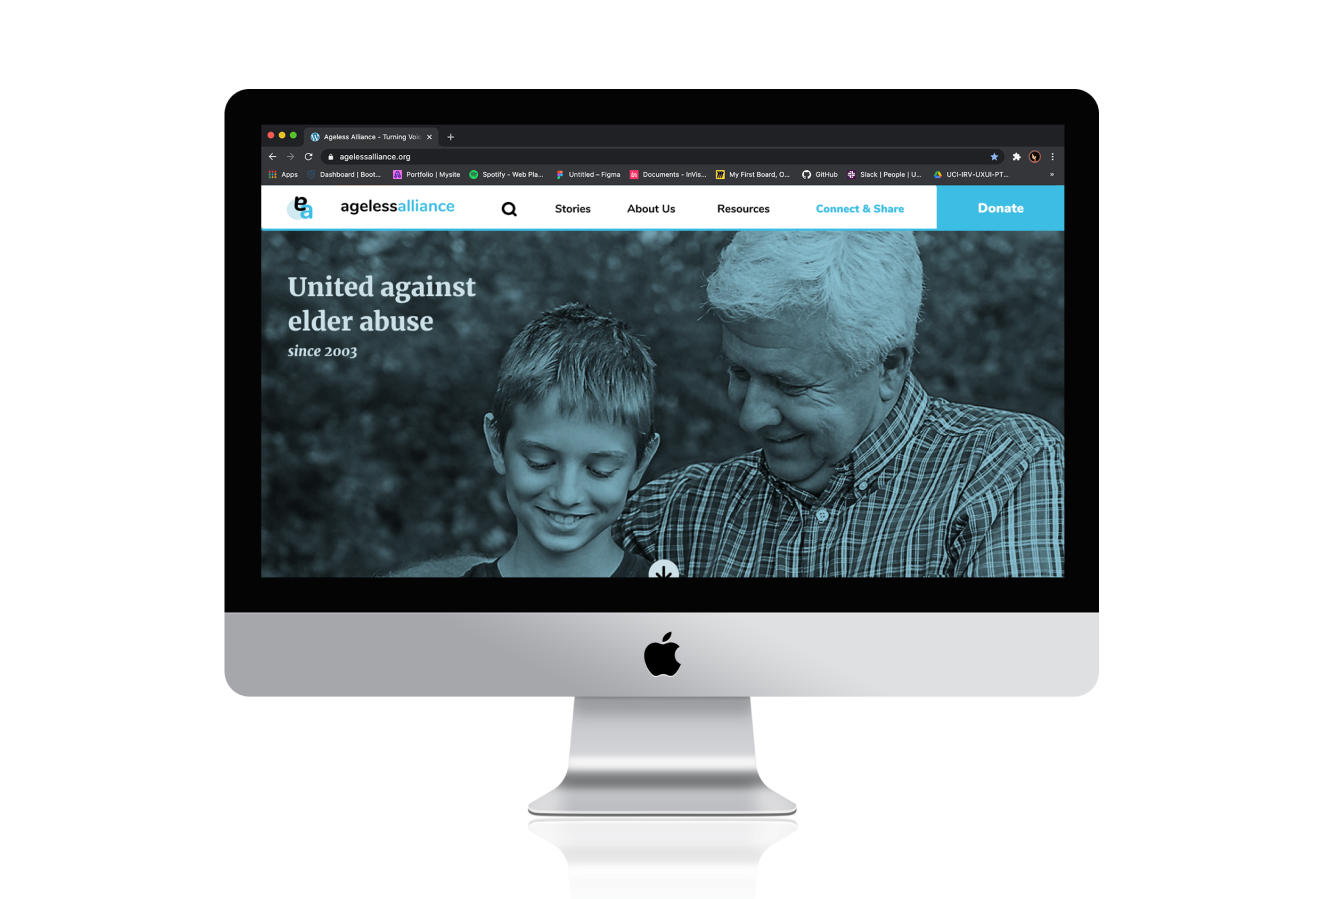 Ageless Alliance - Turning Voic
agelessalliance.org
Apps Dashboard | Boot... Portfolio | Mysite Spotify - Web Pla... Untitled – Figma in Documents - InVis... My First Board, O... GitHub Slack | People | U... UCI-IRV-UXUI-PT... »
ea agelessalliance Stories About Us Resources Connect & Share Donate
United against
elder abuse
since 2003